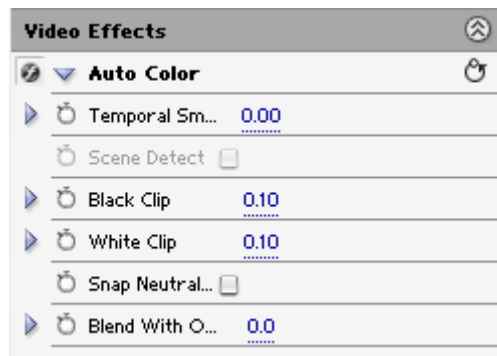 Video Effects
Auto Color
Temporal Sm... 0.00
Scene Detect
Black Clip 0.10
White Clip 0.10
Snap Neutral...
Blend With O... 0.0